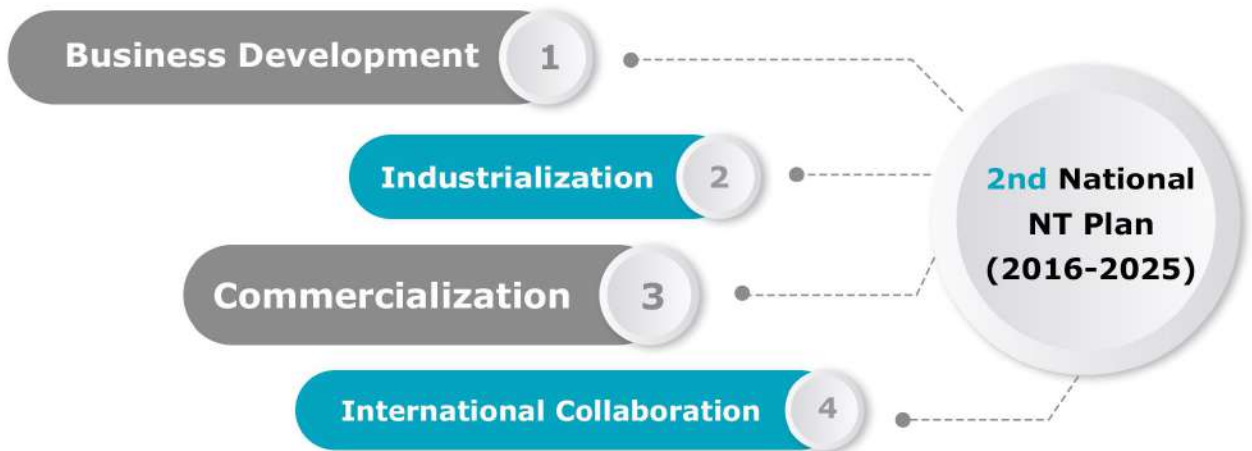 Business Development 1
Industrialization 2
Commercialization 3
International Collaboration 4
2nd National
NT Plan
(2016-2025)